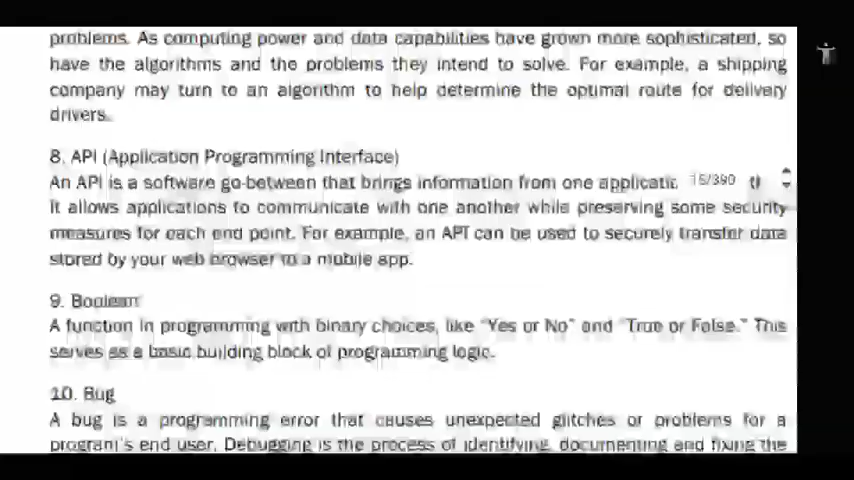 problems. As computing power and data capabilities have grown more sophisticated, so
have the algorithms and the problems they intend to solve. For example, a shipping
company may turn to an algorithm to help determine the optimal route for delivery
drivers.
8. API (Application Programming Interface)
An API is a software go-between that brings information from one applicatic 15/390 th
It allows applications to communicate with one another while preserving some security
measures for each end point. For example, an API can be used to securely transfer data
stored by your web browser to a mobile app.
9. Boolean
A function in programming with binary choices, like "Yes or No" and "True or False." This
serves as a basic building block of programming logic.
10. Bug
A bug is a programming error that causes unexpected glitches or problems for a
program's end user. Debugging is the process of identifying, documenting and fixing the